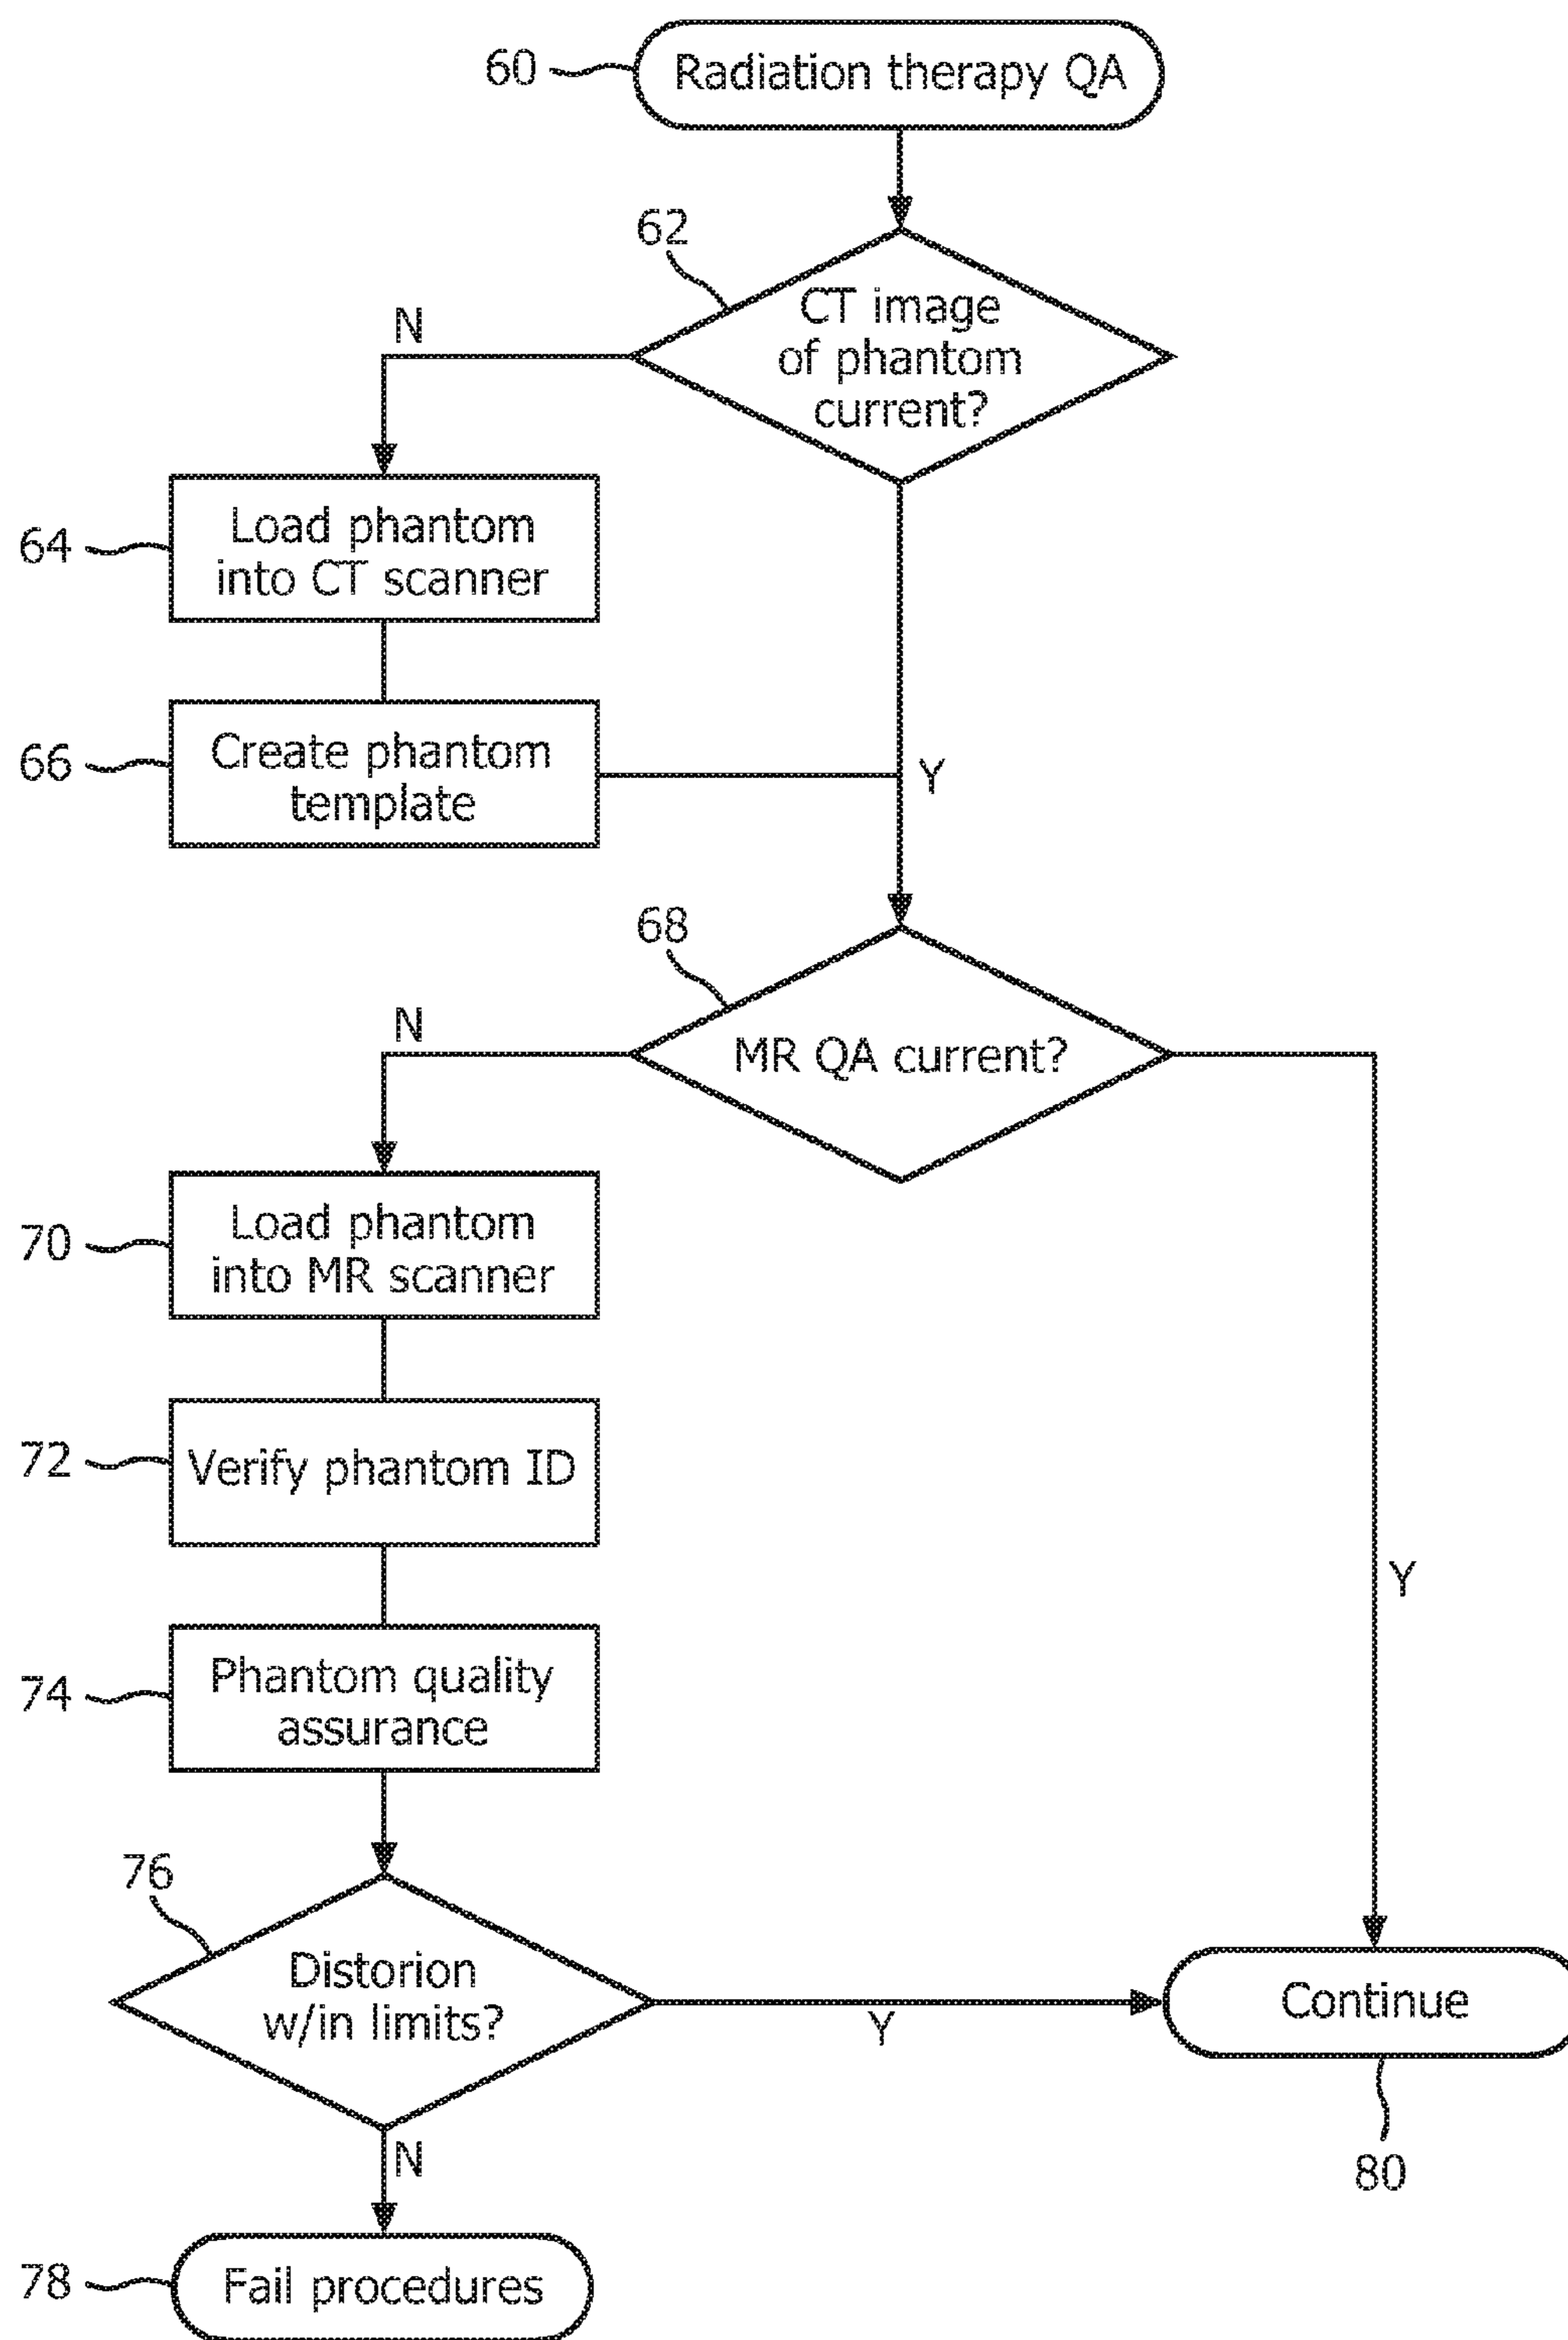 60
Radiation therapy QA
62
CT image
of phantom
current?
N
64
Load phantom
into CT scanner
66
Create phantom
template
Y
68
MR QA current?
N
70
Load phantom
into MR scanner
72
Verify phantom ID
Y
74
Phantom quality
assurance
76
Distorion
w/in limits?
Y
Continue
80
N
78
Fail procedures